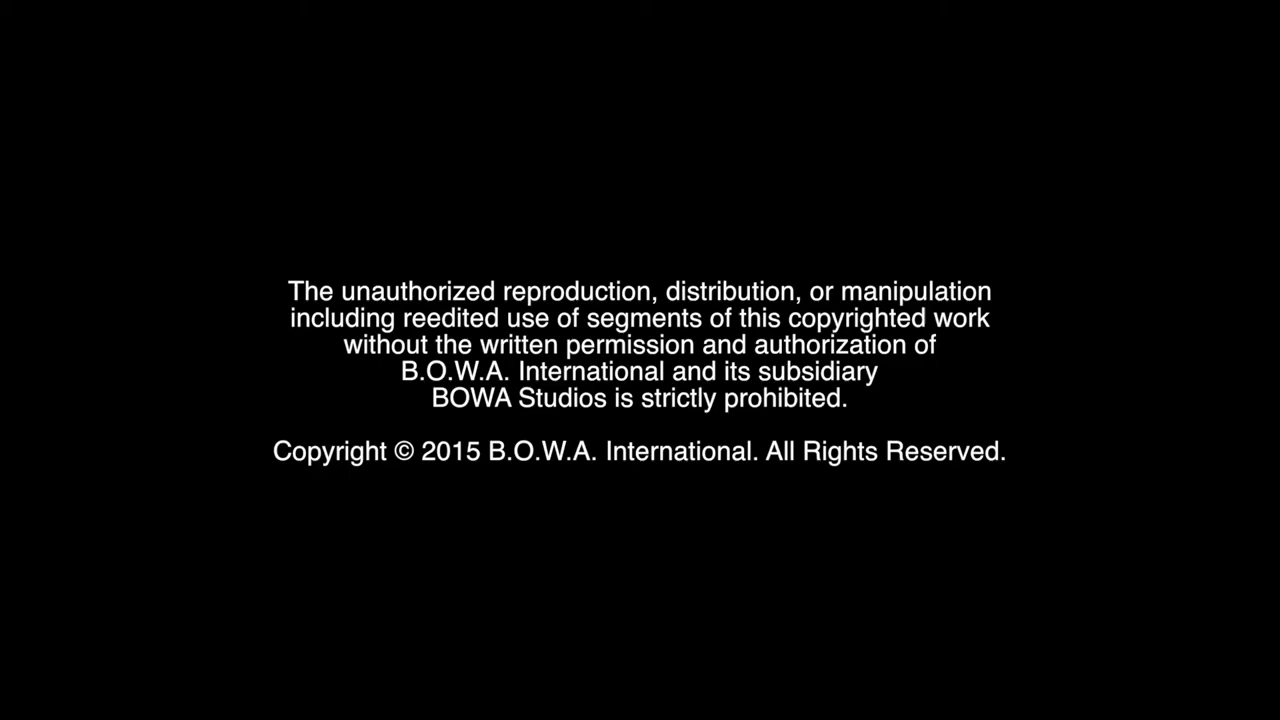 The unauthorized reproduction, distribution, or manipulation
including reedited use of segments of this copyrighted work
without the written permission and authorization of
B.O.W.A. International and its subsidiary
BOWA Studios is strictly prohibited.
Copyright © 2015 B.O.W.A. International. All Rights Reserved.